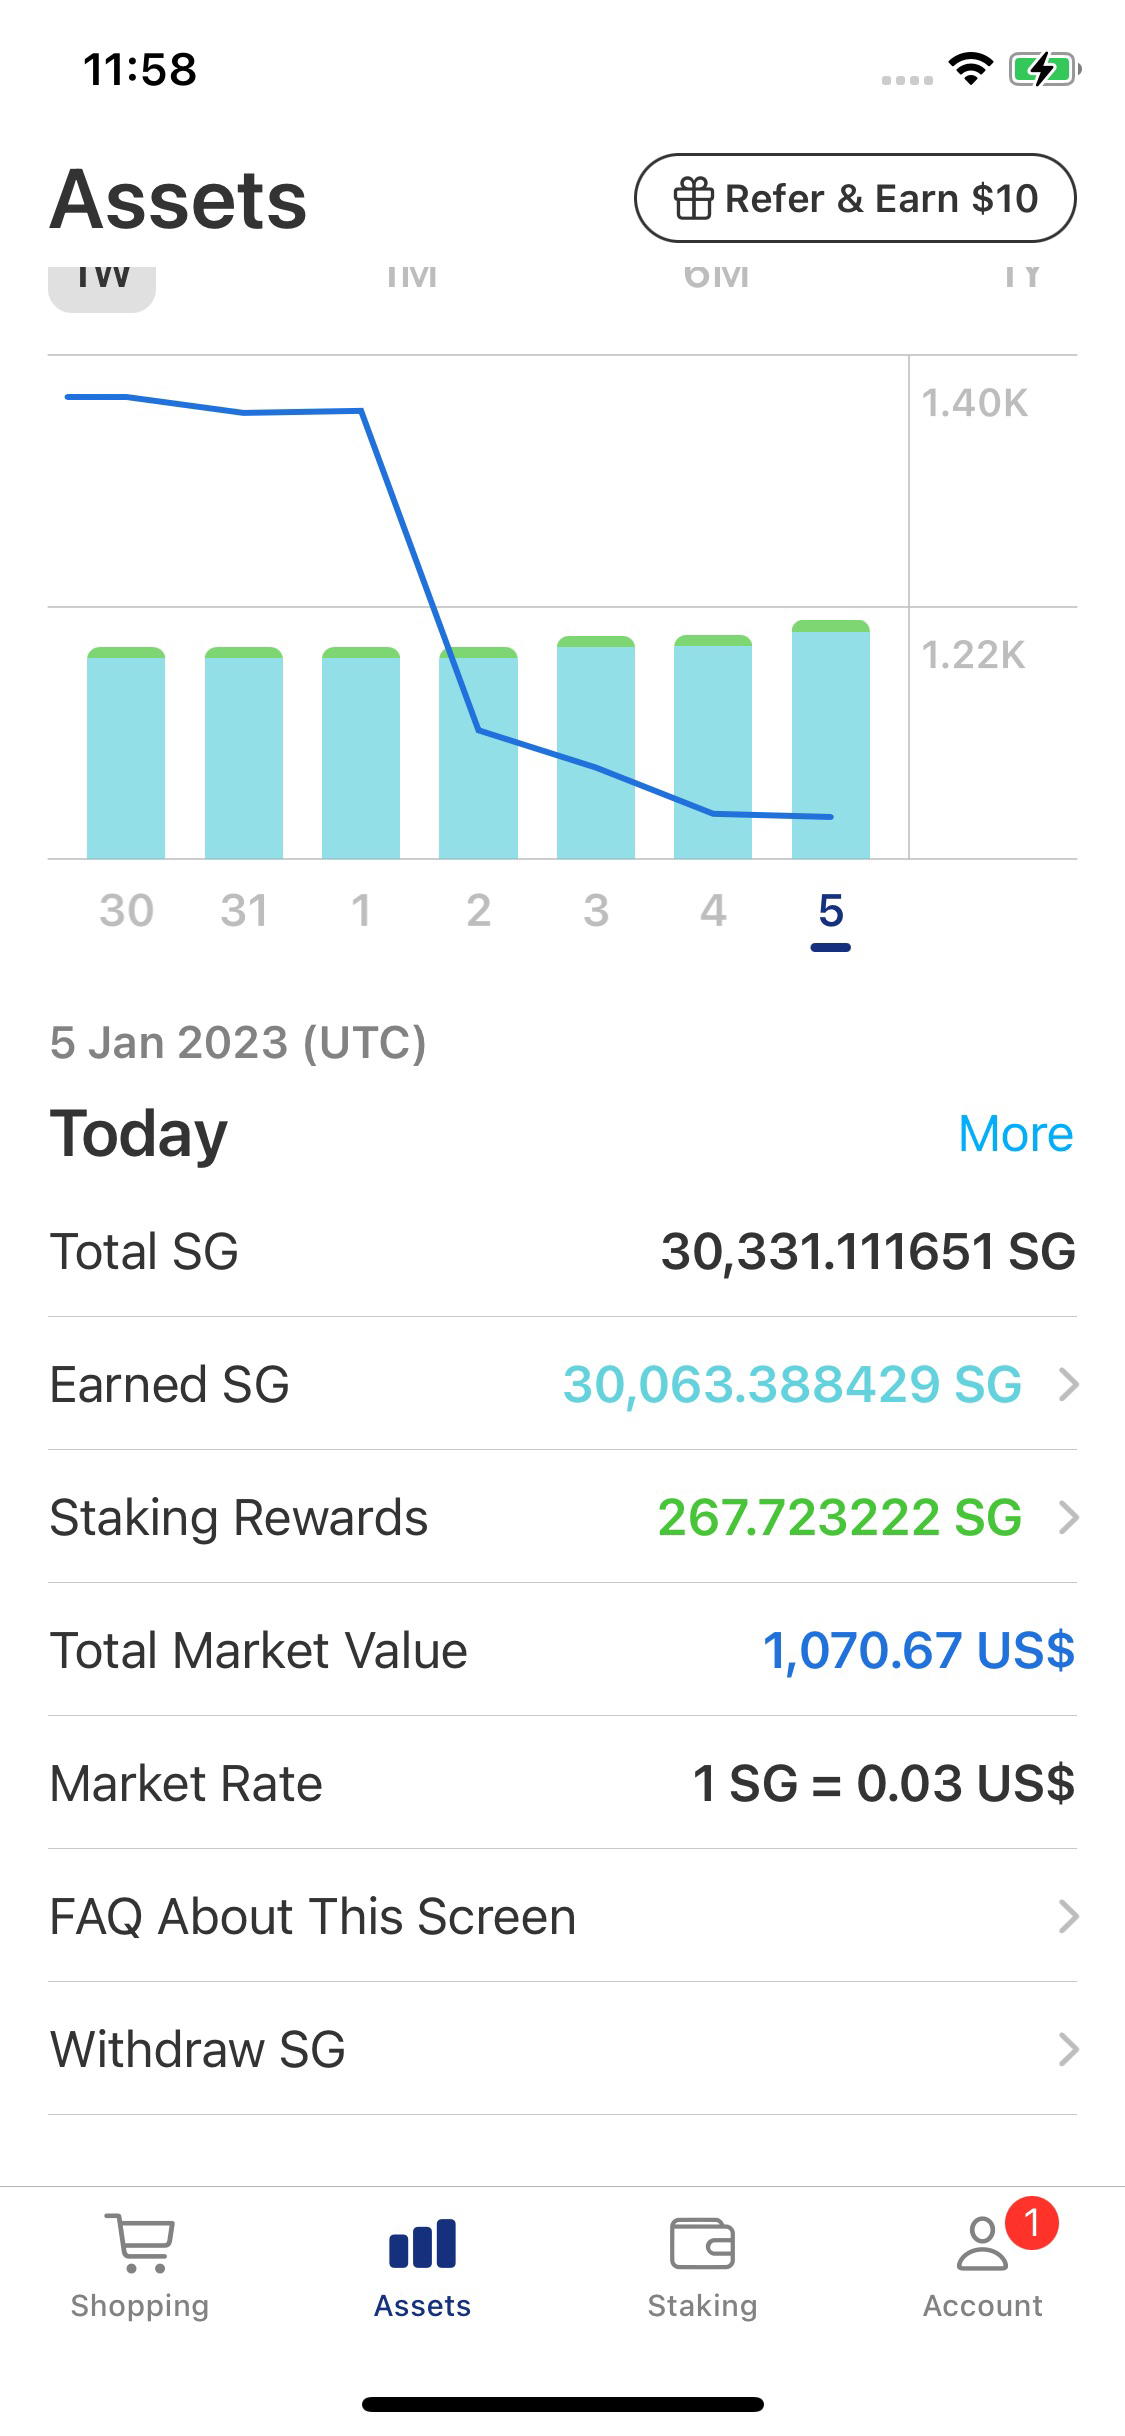 11:58
Assets
Refer & Earn $10
1W 1M 6M 1Y
1.40K
1.22K
30 31 1 2 3 4 5
5 Jan 2023 (UTC)
Today More
Total SG 30,331.111651 SG
Earned SG 30,063.388429 SG
Staking Rewards 267.723222 SG
Total Market Value 1,070.67 US$
Market Rate 1 SG = 0.03 US$
FAQ About This Screen
Withdraw SG
1
Shopping Assets Staking Account